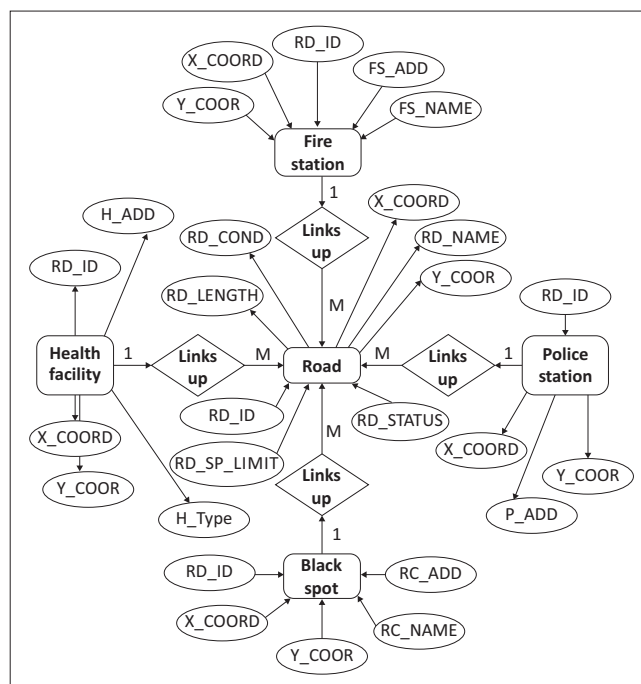 RD_ID
X_COORD
FS_ADD
Y_COOR
FS_NAME
Fire
station
1
H_ADD
X_COORD
RD_COND
Links
up
RD_NAME
RD_ID
Y_COOR
RD_LENGTH
M
RD_ID
Health
facility
1
Links
up
M
Road
M
Links
up
1
Police
station
RD_ID
RD_STATUS
X_COORD
M
X_COORD
RD_SP_LIMIT
Y_COOR
Y_COOR
Links
up
H_Type
P_ADD
1
RD_ID
Black
spot
RC_ADD
X_COORD
RC_NAME
Y_COOR